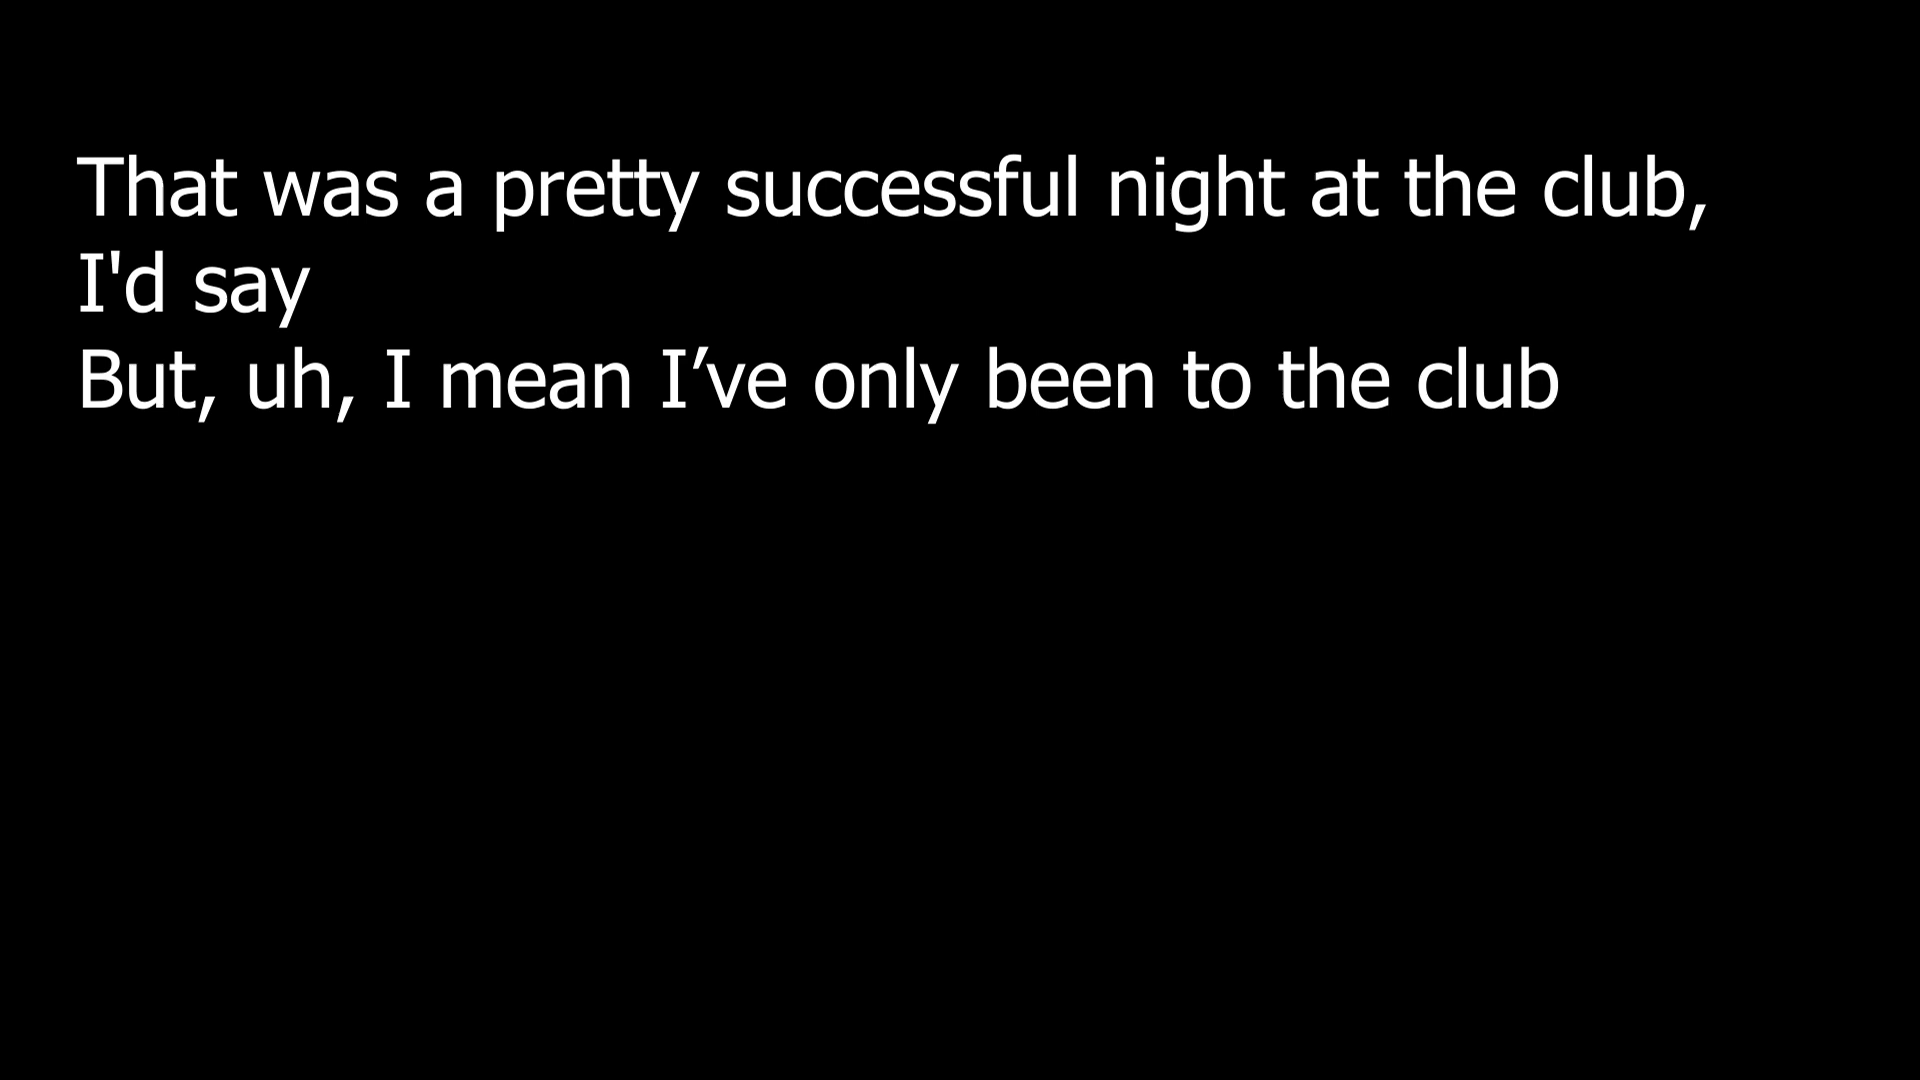 That was a pretty successful night at the club,
I'd say
But, uh, I mean I’ve only been to the club